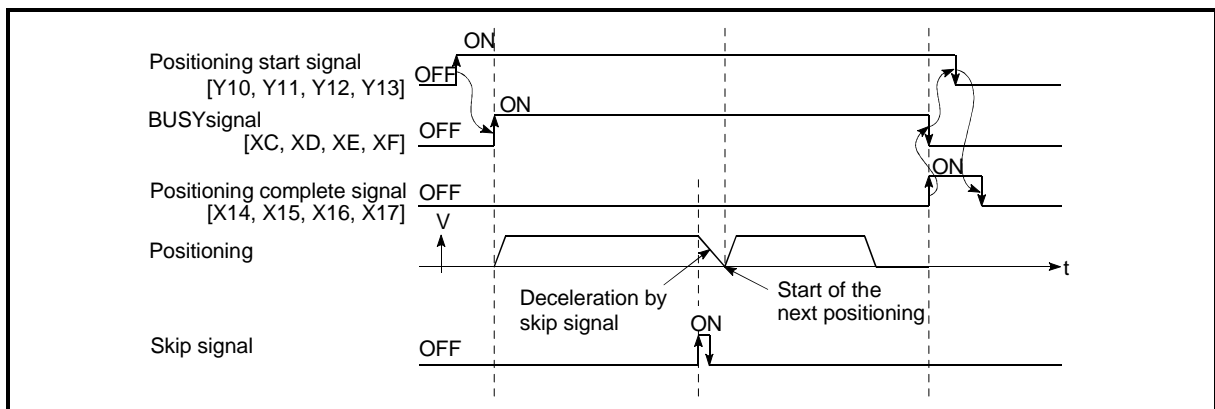 ON
Positioning start signal
[Y10, Y11, Y12, Y13]
OFF
ON
BUSYsignal
[XC, XD, XE, XF]
OFF
ON
Positioning complete signal
[X14, X15, X16, X17]
OFF
V
Positioning
t
Deceleration by
skip signal
Start of the
next positioning
ON
Skip signal
OFF